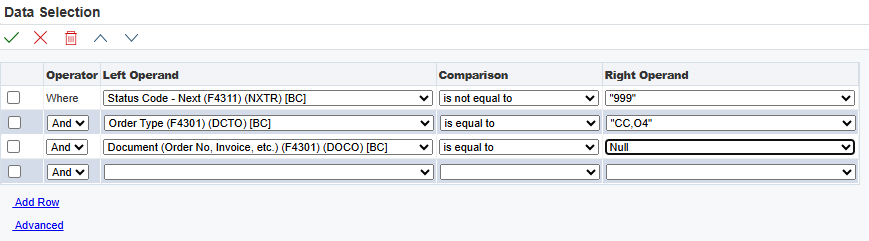 Data Selection
Operator Left Operand Comparison Right Operand
Where Status Code - Next (F4311) (NXTR) [BC] is not equal to "999"
And Order Type (F4301) (DCTO) [BC] is equal to "CC,O4"
And Document (Order No, Invoice, etc.) (F4301) (DOCO) [BC] is equal to Null
And
Add Row
Advanced